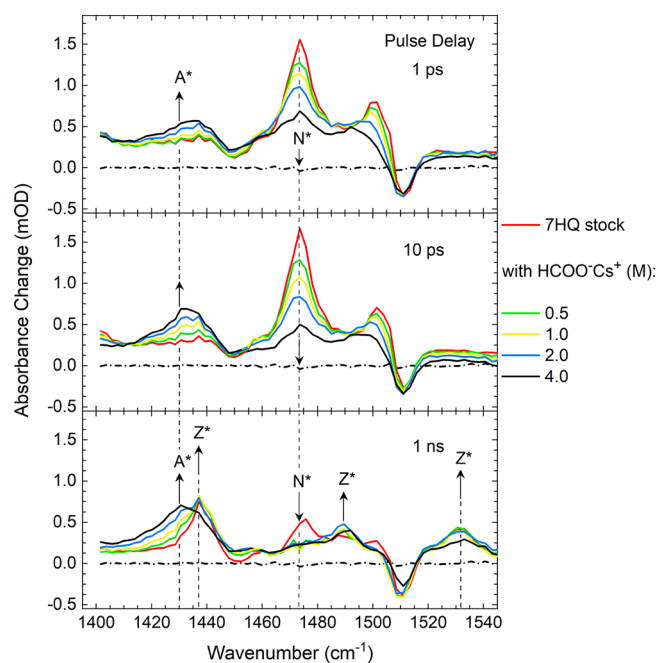 Pulse Delay
1 ps
A*
N*
1.5
1.0
0.5
0.0
-0.5
10 ps
1.5
1.0
0.5
0.0
-0.5
1 ns
Z*
A*
N*
Z*
Z*
1.5
1.0
0.5
0.0
-0.5
1400 1420 1440 1460 1480 1500 1520 1540
Wavenumber (cm⁻¹)
Absorbance Change (mOD)
7HQ stock
with HCOO⁻Cs⁺ (M):
0.5
1.0
2.0
4.0